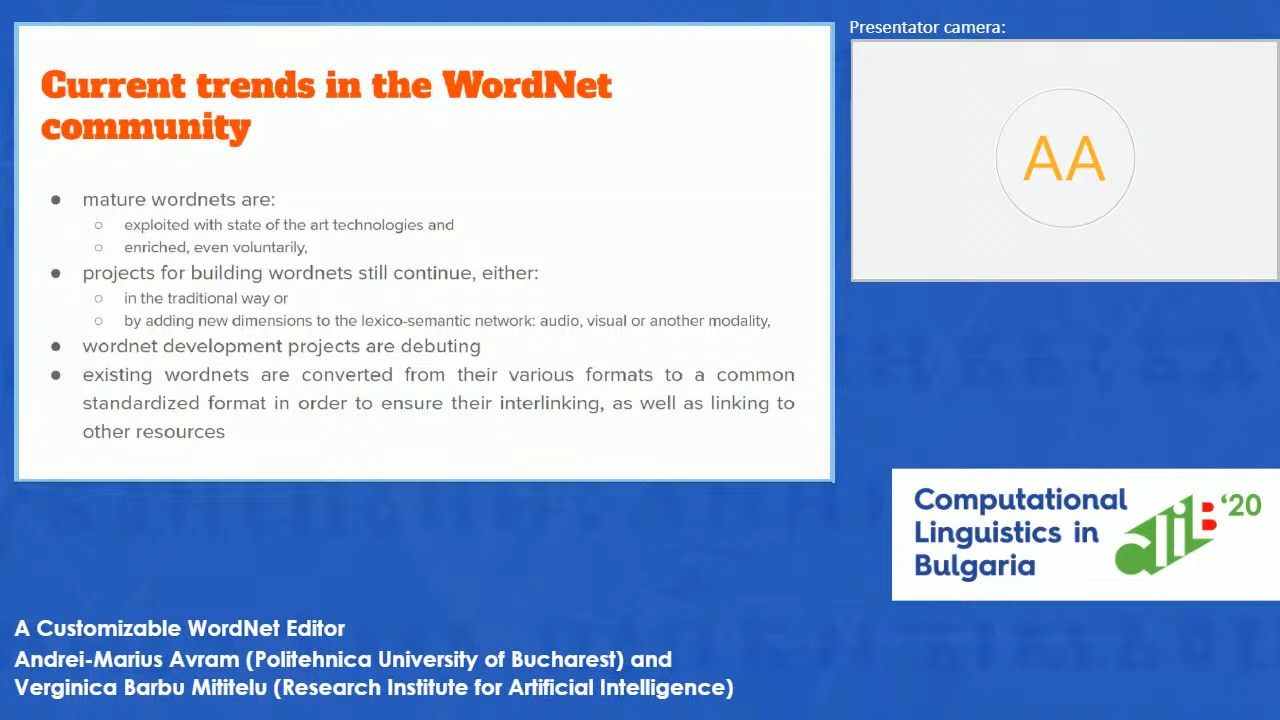 Current trends in the WordNet
community
● mature wordnets are:
○ exploited with state of the art technologies and
○ enriched, even voluntarily,
● projects for building wordnets still continue, either:
○ in the traditional way or
○ by adding new dimensions to the lexico-semantic network: audio, visual or another modality,
● wordnet development projects are debuting
● existing wordnets are converted from their various formats to a common
standardized format in order to ensure their interlinking, as well as linking to
other resources
Presentator camera:
AA
Computational
Linguistics in
Bulgaria
clib '20
A Customizable WordNet Editor
Andrei-Marius Avram (Politehnica University of Bucharest) and
Verginica Barbu Mititelu (Research Institute for Artificial Intelligence)